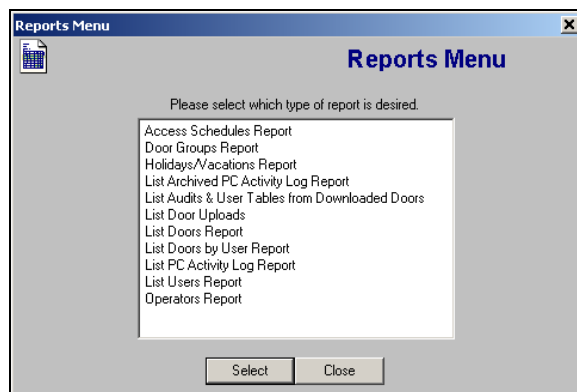 Reports Menu
Reports Menu
Please select which type of report is desired.
Access Schedules Report
Door Groups Report
Holidays/Vacations Report
List Archived PC Activity Log Report
List Audits & User Tables from Downloaded Doors
List Door Uploads
List Doors Report
List Doors by User Report
List PC Activity Log Report
List Users Report
Operators Report
Select Close